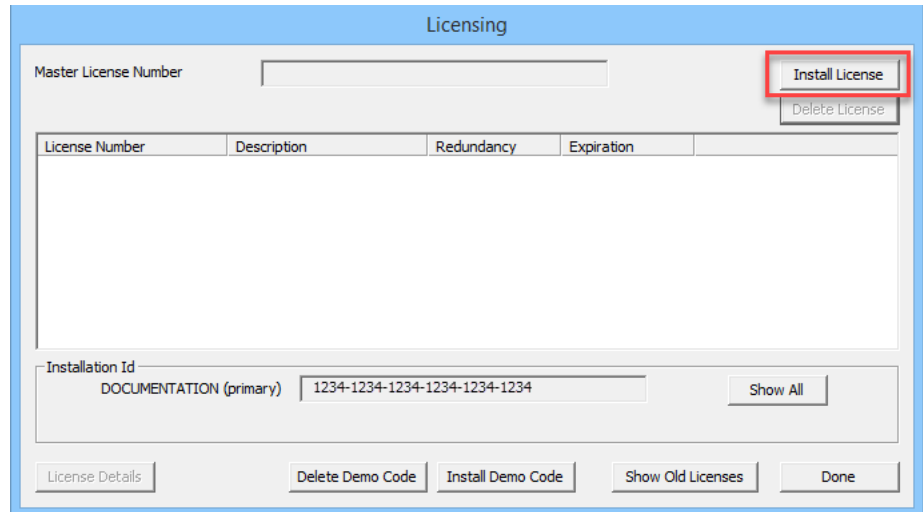 Licensing
Master License Number
Install License
Delete License
License Number Description Redundancy Expiration
Installation Id
DOCUMENTATION (primary) 1234-1234-1234-1234-1234-1234 Show All
License Details Delete Demo Code Install Demo Code Show Old Licenses Done